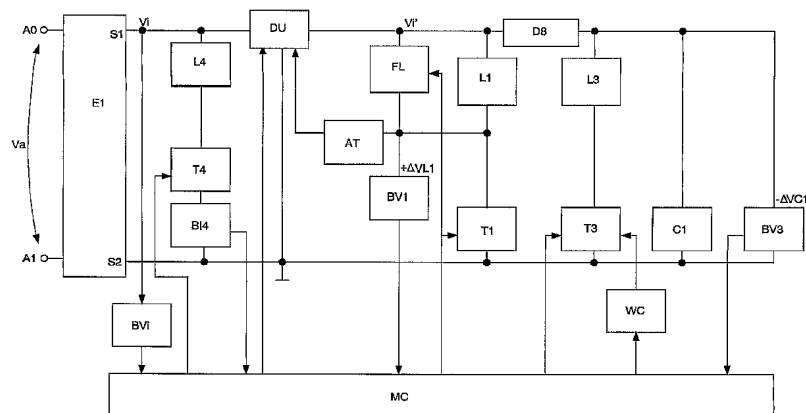 A0
S1
Vi
DU
Vi'
D8
L4
FL
L1
L3
E1
Va
AT
T4
+ΔVL1
BV1
BI4
T1
T3
C1
-ΔVC1
BV3
A1
S2
BVi
WC
MC